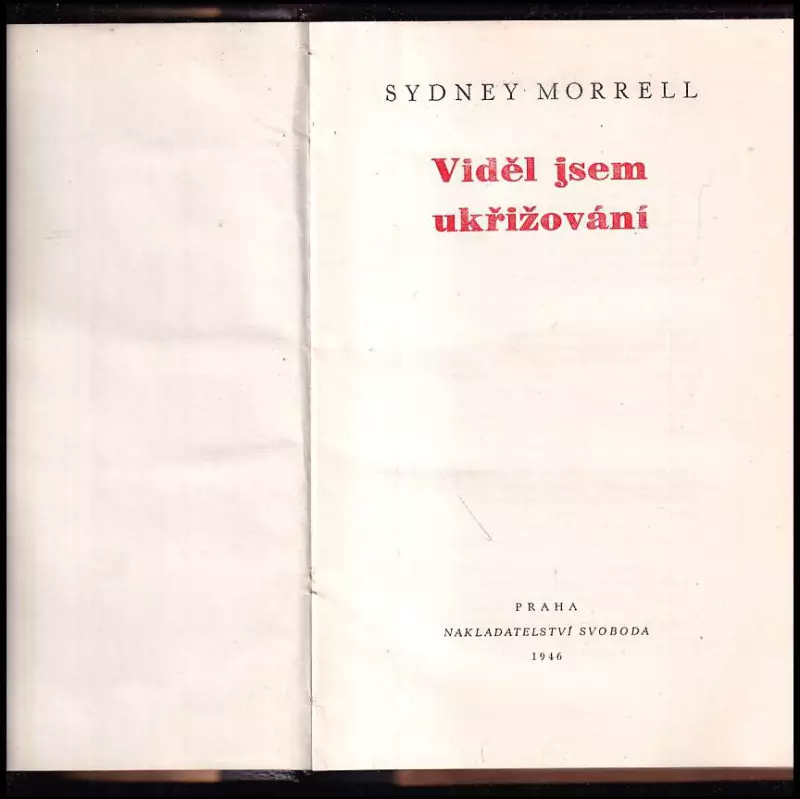 SYDNEY MORRELL
Viděl jsem
ukřižování
PRAHA
NAKLADATELSTVÍ SVOBODA
1946